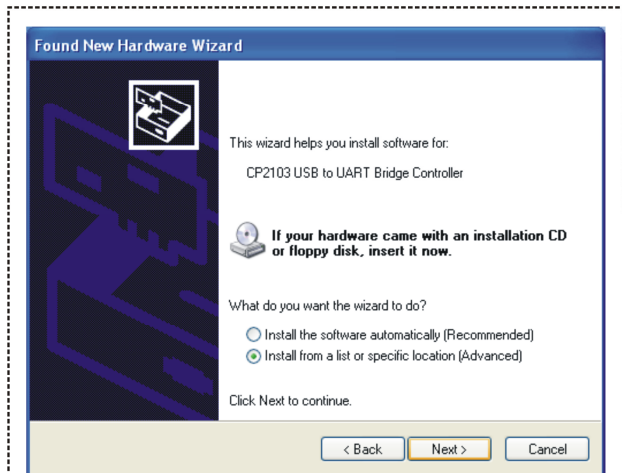 Found New Hardware Wizard
This wizard helps you install software for:
CP2103 USB to UART Bridge Controller
If your hardware came with an installation CD
or floppy disk, insert it now.
What do you want the wizard to do?
Install the software automatically (Recommended)
Install from a list or specific location (Advanced)
Click Next to continue.
< Back Next > Cancel